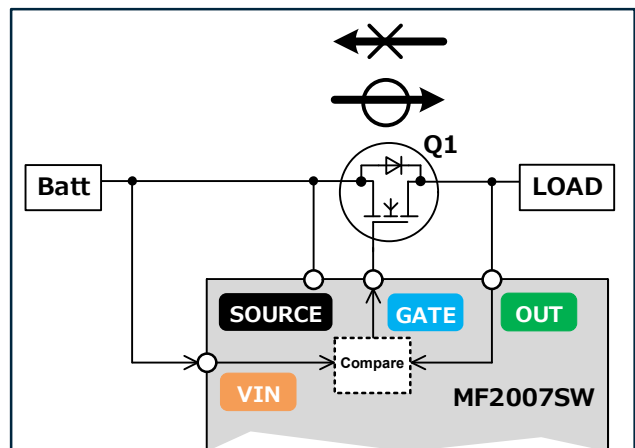 Q1
Batt
LOAD
SOURCE
GATE
OUT
Compare
VIN
MF2007SW